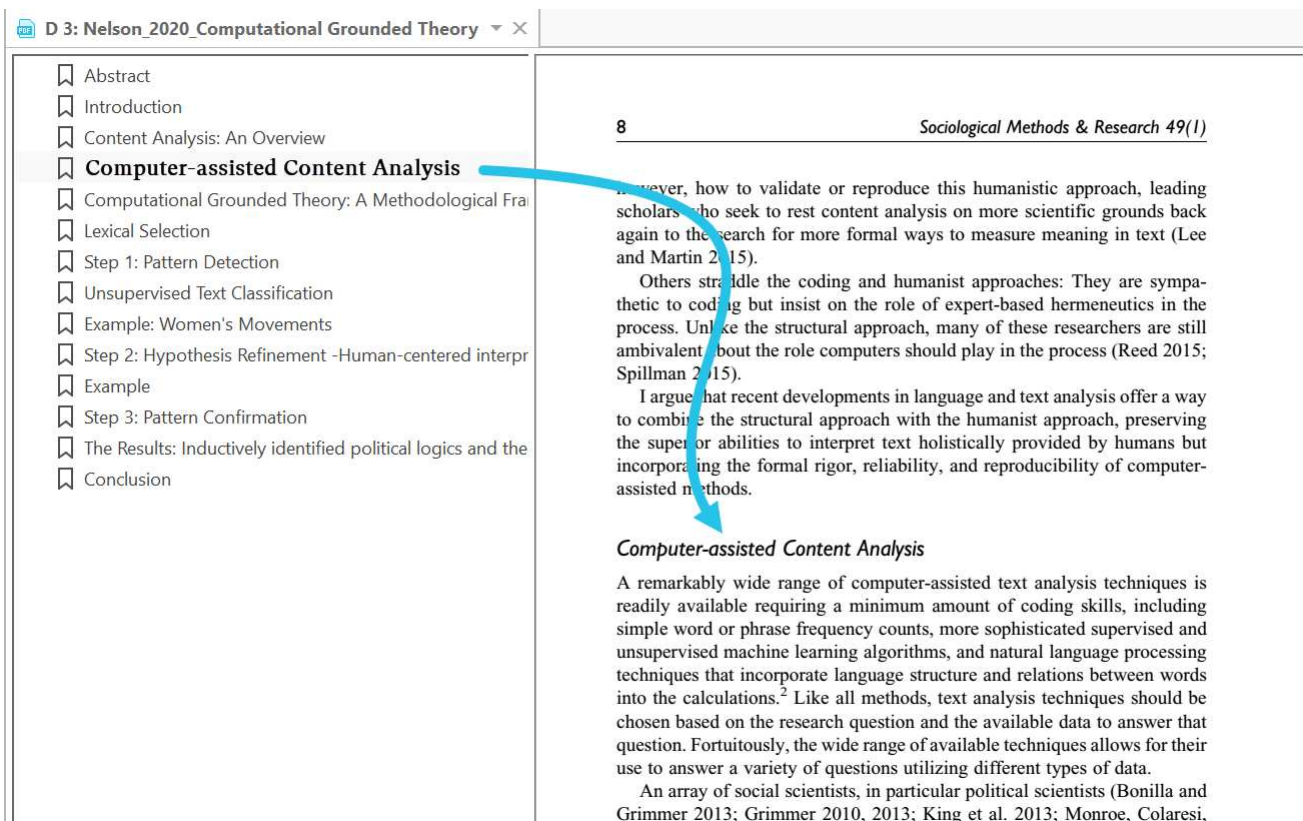 D 3: Nelson_2020_Computational Grounded Theory
Abstract
Introduction
Content Analysis: An Overview
Computer-assisted Content Analysis
Computational Grounded Theory: A Methodological Fra
Lexical Selection
Step 1: Pattern Detection
Unsupervised Text Classification
Example: Women's Movements
Step 2: Hypothesis Refinement -Human-centered interpr
Example
Step 3: Pattern Confirmation
The Results: Inductively identified political logics and the
Conclusion
8 Sociological Methods & Research 49(1)
however, how to validate or reproduce this humanistic approach, leading
scholars who seek to rest content analysis on more scientific grounds back
again to the search for more formal ways to measure meaning in text (Lee
and Martin 2015).
Others straddle the coding and humanist approaches: They are sympa-
thetic to coding but insist on the role of expert-based hermeneutics in the
process. Unlike the structural approach, many of these researchers are still
ambivalent about the role computers should play in the process (Reed 2015;
Spillman 2015).
I argue that recent developments in language and text analysis offer a way
to combine the structural approach with the humanist approach, preserving
the superior abilities to interpret text holistically provided by humans but
incorporating the formal rigor, reliability, and reproducibility of computer-
assisted methods.
Computer-assisted Content Analysis
A remarkably wide range of computer-assisted text analysis techniques is
readily available requiring a minimum amount of coding skills, including
simple word or phrase frequency counts, more sophisticated supervised and
unsupervised machine learning algorithms, and natural language processing
techniques that incorporate language structure and relations between words
into the calculations.2 Like all methods, text analysis techniques should be
chosen based on the research question and the available data to answer that
question. Fortuitously, the wide range of available techniques allows for their
use to answer a variety of questions utilizing different types of data.
An array of social scientists, in particular political scientists (Bonilla and
Grimmer 2013; Grimmer 2010, 2013; King et al. 2013; Monroe, Colaresi,